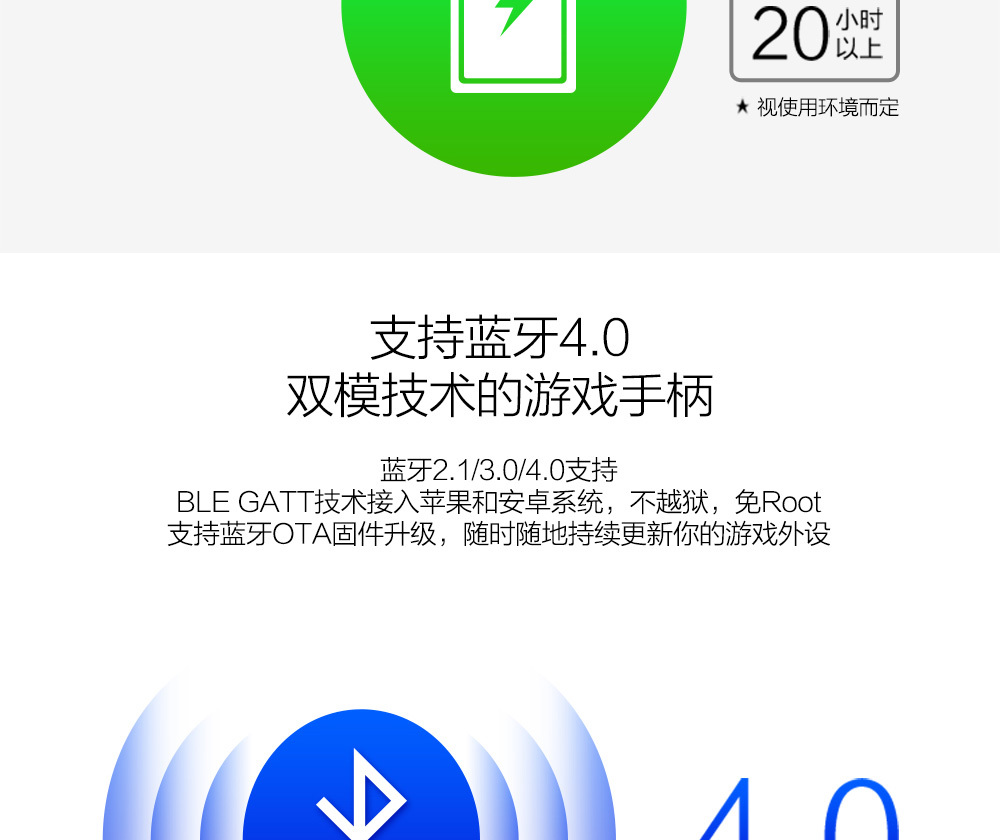 20小时
以上
★ 视使用环境而定
支持蓝牙4.0
双模技术的游戏手柄
蓝牙2.1/3.0/4.0支持
BLE GATT技术接入苹果和安卓系统，不越狱，免Root
支持蓝牙OTA固件升级，随时随地持续更新你的游戏外设
4.0